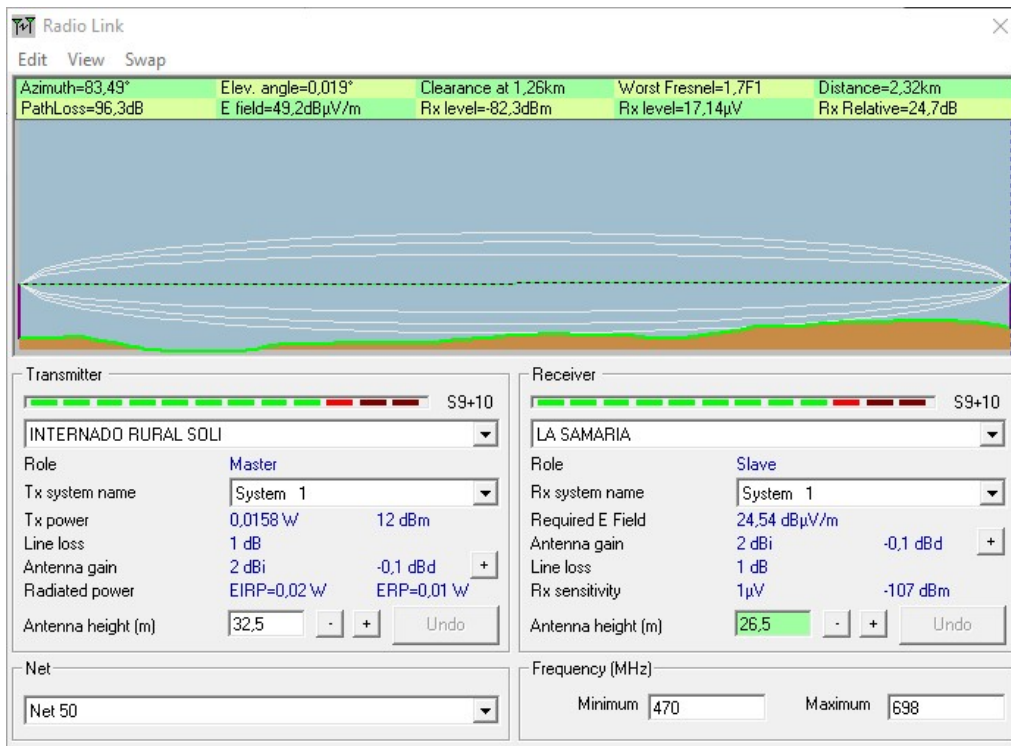 Radio Link
Edit View Swap
Azimuth=83,49° Elev. angle=0,019° Clearance at 1,26km Worst Fresnel=1,7F1 Distance=2,32km
PathLoss=96,3dB E field=49,2dBµV/m Rx level=-82,3dBm Rx level=17,14µV Rx Relative=24,7dB
Transmitter
S9+10
INTERNADO RURAL SOLI
Role Master
Tx system name System 1
Tx power 0,0158 W 12 dBm
Line loss 1 dB
Antenna gain 2 dBi -0,1 dBd +
Radiated power EIRP=0,02 W ERP=0,01 W
Antenna height (m) 32,5 - + Undo
Receiver
S9+10
LA SAMARIA
Role Slave
Rx system name System 1
Required E Field 24,54 dBµV/m
Antenna gain 2 dBi -0,1 dBd +
Line loss 1 dB
Rx sensitivity 1µV -107 dBm
Antenna height (m) 26,5 - + Undo
Net
Net 50
Frequency (MHz)
Minimum 470 Maximum 698